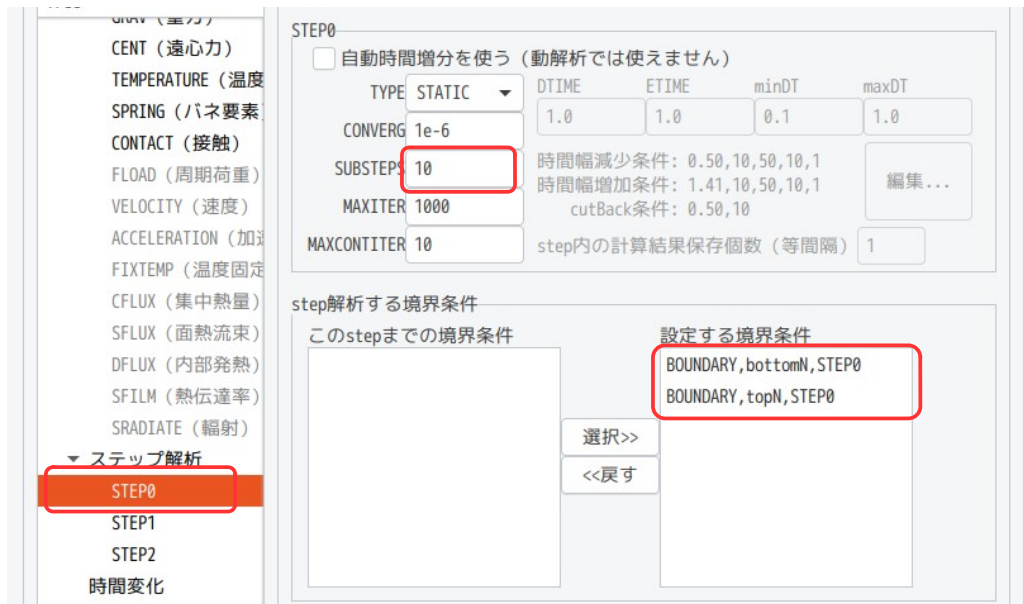 GRAV（重力）
CENT（遠心力）
TEMPERATURE（温度
SPRING（バネ要素
CONTACT（接触）
FLOAD（周期荷重）
VELOCITY（速度）
ACCELERATION（加速
FIXTEMP（温度固定
CFLUX（集中熱量）
SFLUX（面熱流束）
DFLUX（内部発熱）
SFILM（熱伝達率）
SRADIATE（輻射）
ステップ解析
STEP0
STEP1
STEP2
時間変化
STEP0
自動時間増分を使う（動解析では使えません）
TYPE STATIC
DTIME ETIME minDT maxDT
1.0 1.0 0.1 1.0
CONVERG 1e-6
SUBSTEPS 10
時間幅減少条件: 0.50,10,50,10,1
時間幅増加条件: 1.41,10,50,10,1
cutBack条件: 0.50,10
編集...
MAXITER 1000
MAXCONTITER 10
step内の計算結果保存個数（等間隔） 1
step解析する境界条件
このstepまでの境界条件
設定する境界条件
BOUNDARY,bottomN,STEP0
BOUNDARY,topN,STEP0
選択>>
<<戻す